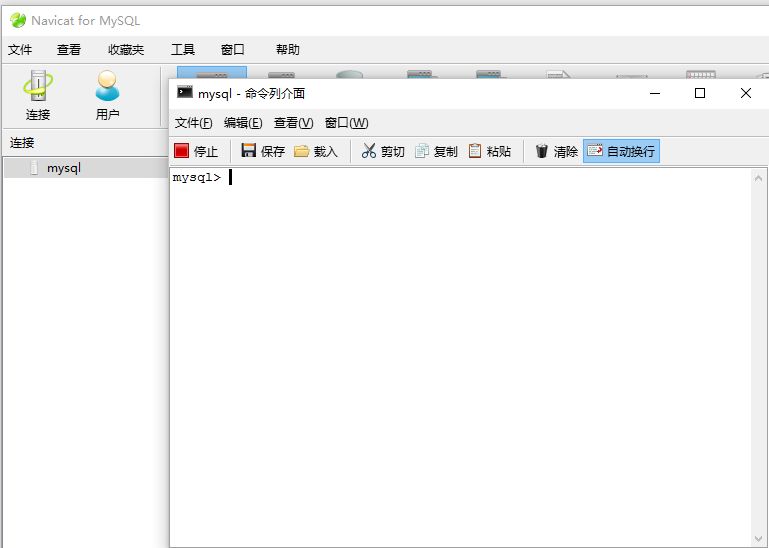 Navicat for MySQL
文件 查看 收藏夹 工具 窗口 帮助
连接 用户
连接
mysql
mysql - 命令列介面
文件(F) 编辑(E) 查看(V) 窗口(W)
停止 保存 载入 剪切 复制 粘贴 清除 自动换行
mysql>